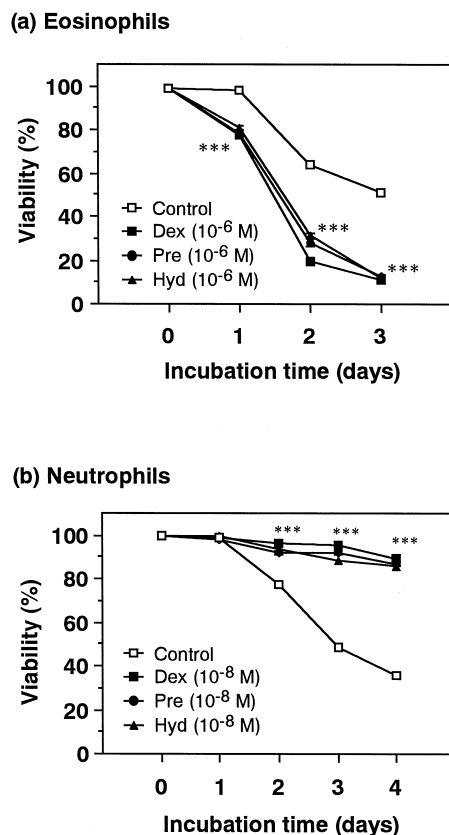 (a) Eosinophils
Viability (%)
100
80
60
40
20
0
***
***
***
Control
Dex (10-6 M)
Pre (10-6 M)
Hyd (10-6 M)
0 1 2 3
Incubation time (days)
(b) Neutrophils
Viability (%)
100
80
60
40
20
0
*** *** ***
Control
Dex (10-8 M)
Pre (10-8 M)
Hyd (10-8 M)
0 1 2 3 4
Incubation time (days)